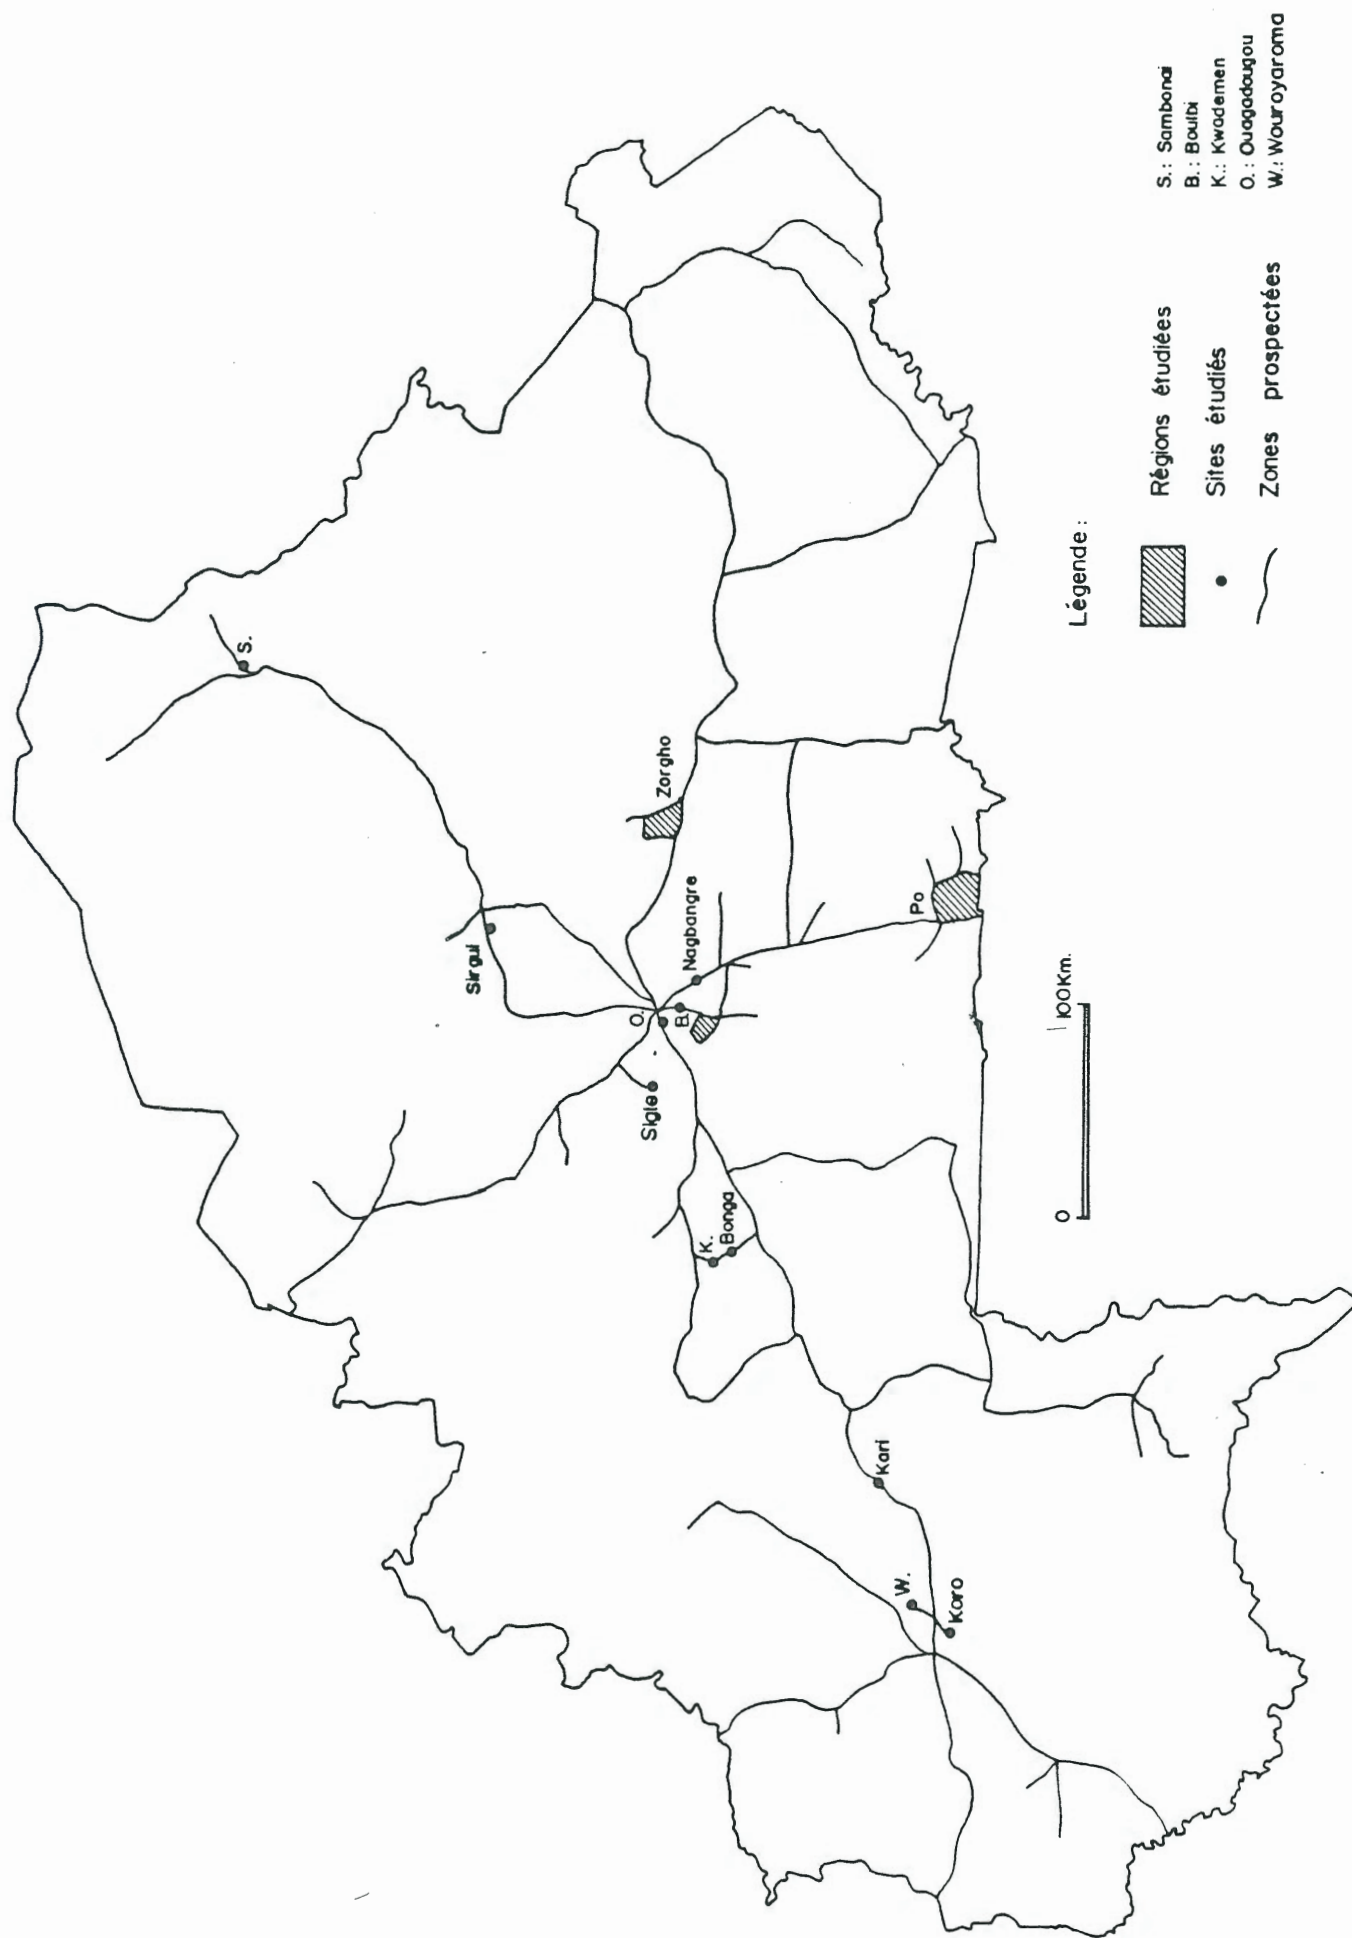 S.
Sirgui
Zorgho
O.
B.
Nagbangre
Sigle
K.
Bonga
Po
Kari
W.
Koro
0
100Km.
Légende :
Régions étudiées
Sites étudiés
Zones prospectées
S.: Sambonai
B.: Boulbi
K.: Kwademen
O.: Ouagadougou
W.: Wouroyaroma